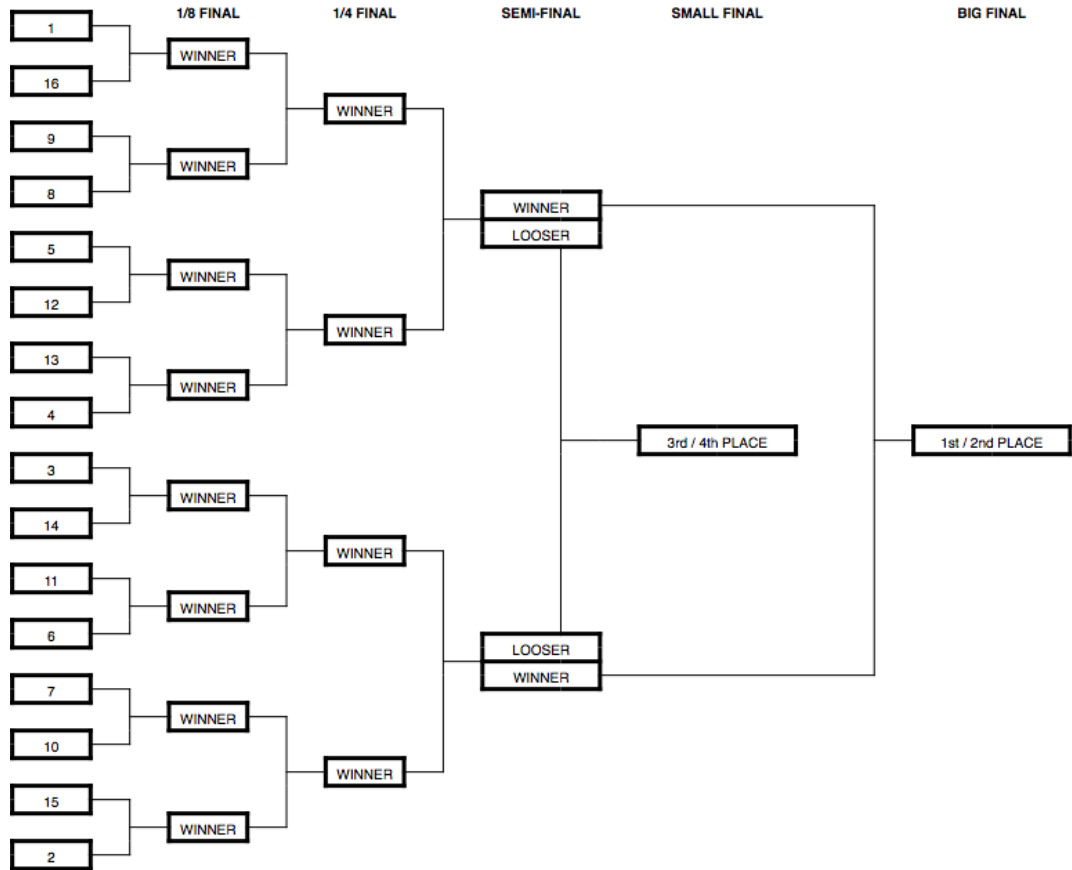 1/8 FINAL
1/4 FINAL
SEMI-FINAL
SMALL FINAL
BIG FINAL
1
16
9
8
5
12
13
4
3
14
11
6
7
10
15
2
WINNER
WINNER
WINNER
WINNER
WINNER
WINNER
WINNER
WINNER
WINNER
WINNER
WINNER
WINNER
WINNER
LOOSER
LOOSER
WINNER
3rd / 4th PLACE
1st / 2nd PLACE